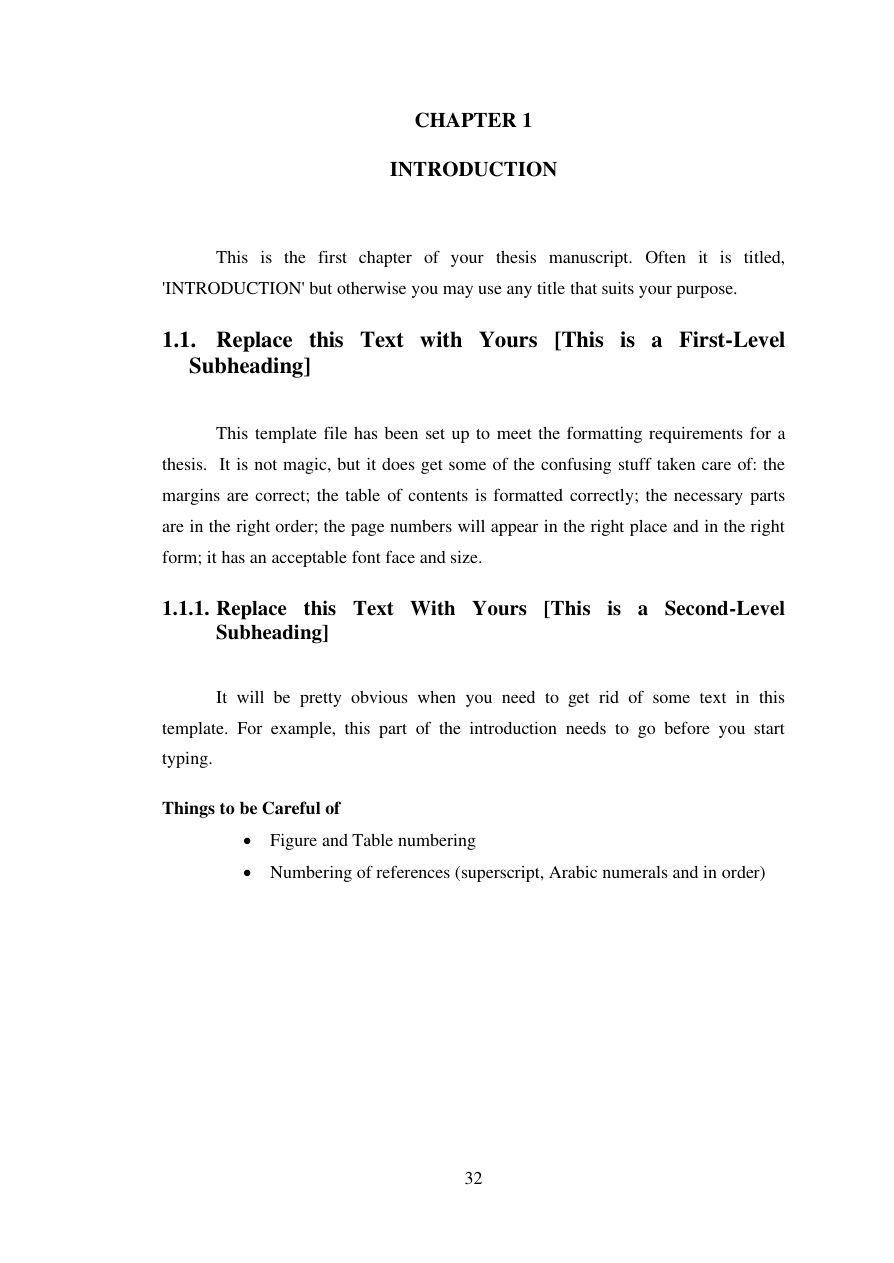 CHAPTER 1
INTRODUCTION
This is the first chapter of your thesis manuscript. Often it is titled,
'INTRODUCTION' but otherwise you may use any title that suits your purpose.
1.1. Replace this Text with Yours [This is a First-Level
Subheading]
This template file has been set up to meet the formatting requirements for a
thesis.  It is not magic, but it does get some of the confusing stuff taken care of: the
margins are correct; the table of contents is formatted correctly; the necessary parts
are in the right order; the page numbers will appear in the right place and in the right
form; it has an acceptable font face and size.
1.1.1. Replace this Text With Yours [This is a Second-Level
Subheading]
It will be pretty obvious when you need to get rid of some text in this
template. For example, this part of the introduction needs to go before you start
typing.
Things to be Careful of
• Figure and Table numbering
• Numbering of references (superscript, Arabic numerals and in order)
32